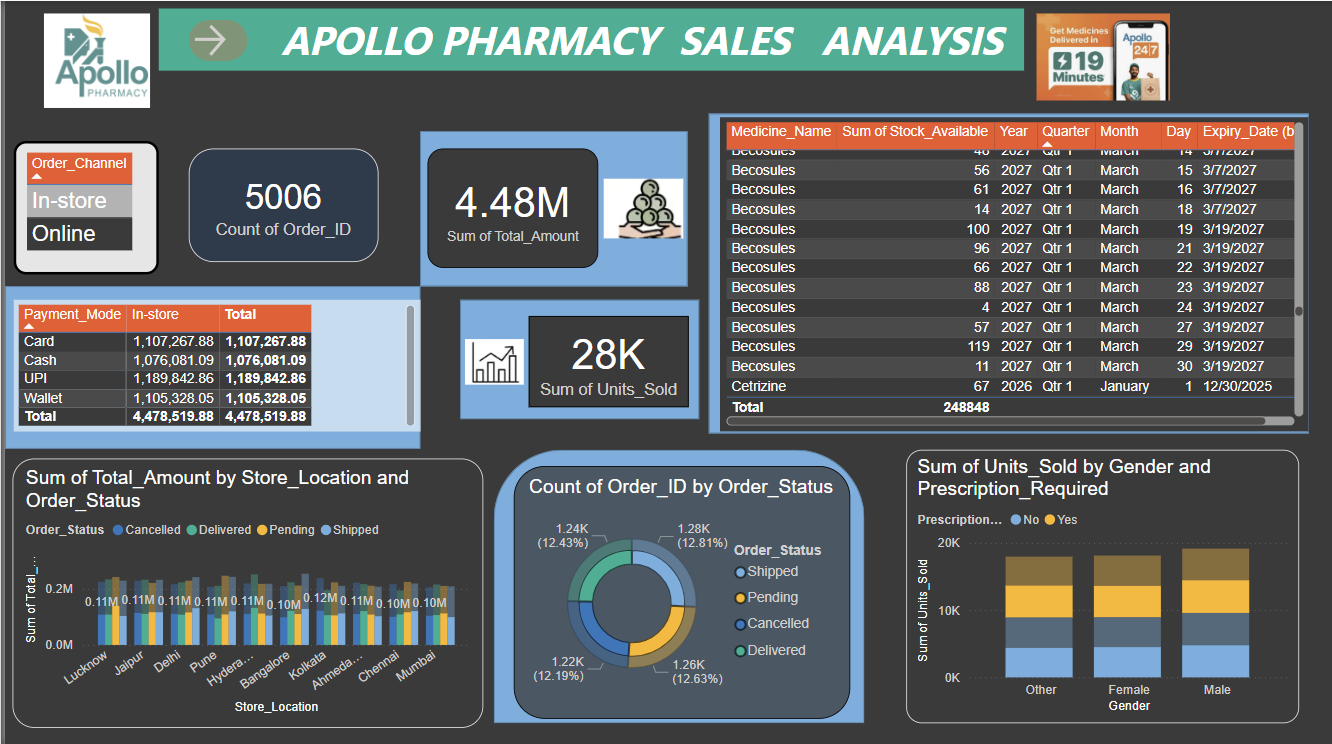 Apollo
PHARMACY
APOLLO PHARMACY SALES ANALYSIS
Get Medicines
Delivered in
19
Minutes
Apollo
24|7
Order_Channel
In-store
Online
5006
Count of Order_ID
4.48M
Sum of Total_Amount
Medicine_Name Sum of Stock_Available Year Quarter Month Day Expiry_Date (b
Becosules 46 2027 Qtr 1 March 14 3/7/2027
Becosules 56 2027 Qtr 1 March 15 3/7/2027
Becosules 61 2027 Qtr 1 March 16 3/7/2027
Becosules 14 2027 Qtr 1 March 18 3/7/2027
Becosules 100 2027 Qtr 1 March 19 3/19/2027
Becosules 96 2027 Qtr 1 March 21 3/19/2027
Becosules 66 2027 Qtr 1 March 22 3/19/2027
Becosules 88 2027 Qtr 1 March 23 3/19/2027
Becosules 4 2027 Qtr 1 March 24 3/19/2027
Becosules 57 2027 Qtr 1 March 27 3/19/2027
Becosules 119 2027 Qtr 1 March 29 3/19/2027
Becosules 11 2027 Qtr 1 March 30 3/19/2027
Cetrizine 67 2026 Qtr 1 January 1 12/30/2025
Total 248848
Payment_Mode In-store Total
Card 1,107,267.88 1,107,267.88
Cash 1,076,081.09 1,076,081.09
UPI 1,189,842.86 1,189,842.86
Wallet 1,105,328.05 1,105,328.05
Total 4,478,519.88 4,478,519.88
28K
Sum of Units_Sold
Sum of Total_Amount by Store_Location and
Order_Status
Order_Status Cancelled Delivered Pending Shipped
Sum of Total_...
0.2M
0.0M
0.11M 0.11M 0.11M 0.11M 0.11M 0.10M 0.12M 0.11M 0.10M 0.10M
Lucknow Jaipur Delhi Pune Hydera... Bangalore Kolkata Ahmeda... Chennai Mumbai
Store_Location
Count of Order_ID by Order_Status
1.24K
(12.43%)
1.28K
(12.81%)
1.22K
(12.19%)
1.26K
(12.63%)
Order_Status
Shipped
Pending
Cancelled
Delivered
Sum of Units_Sold by Gender and
Prescription_Required
Prescription... No Yes
Sum of Units_Sold
20K
10K
0K
Other Female Male
Gender